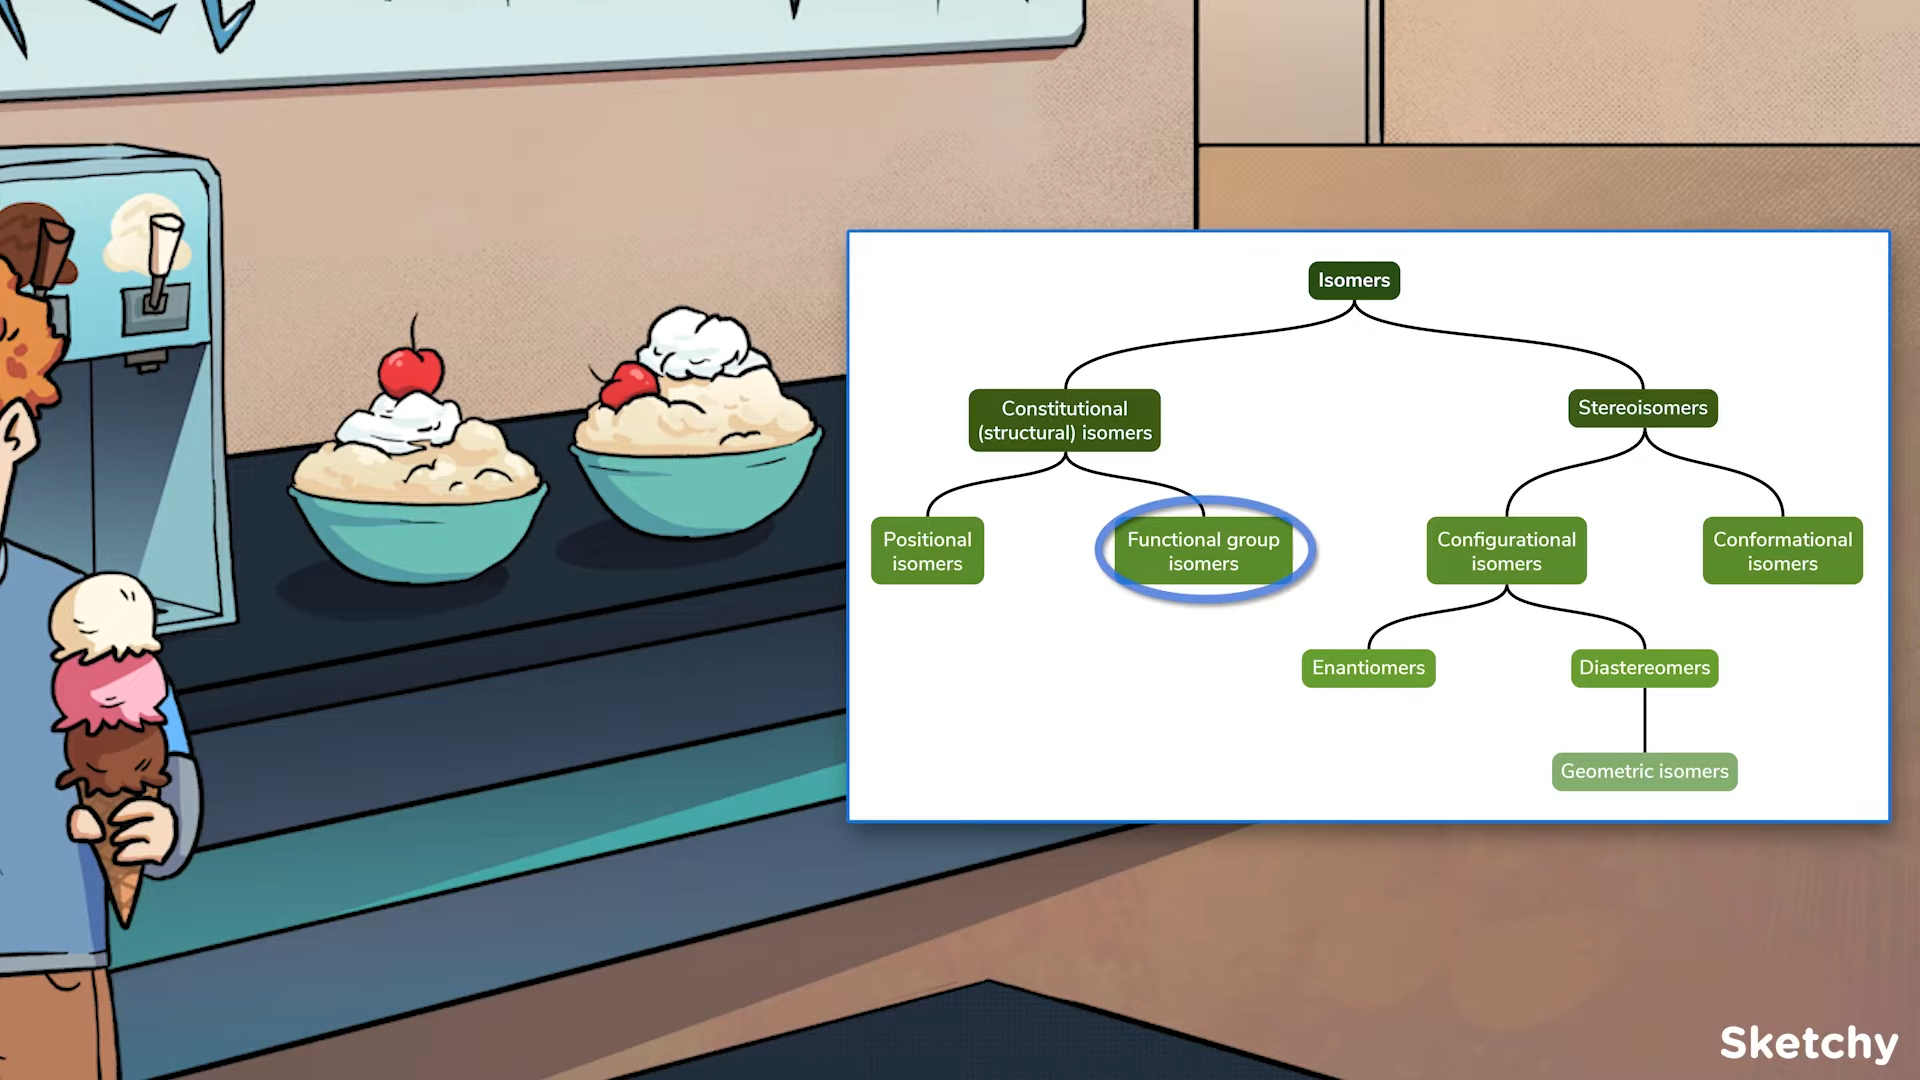 Isomers
Constitutional
(structural) isomers
Stereoisomers
Positional
isomers
Functional group
isomers
Configurational
isomers
Conformational
isomers
Enantiomers
Diastereomers
Geometric isomers
Sketchy